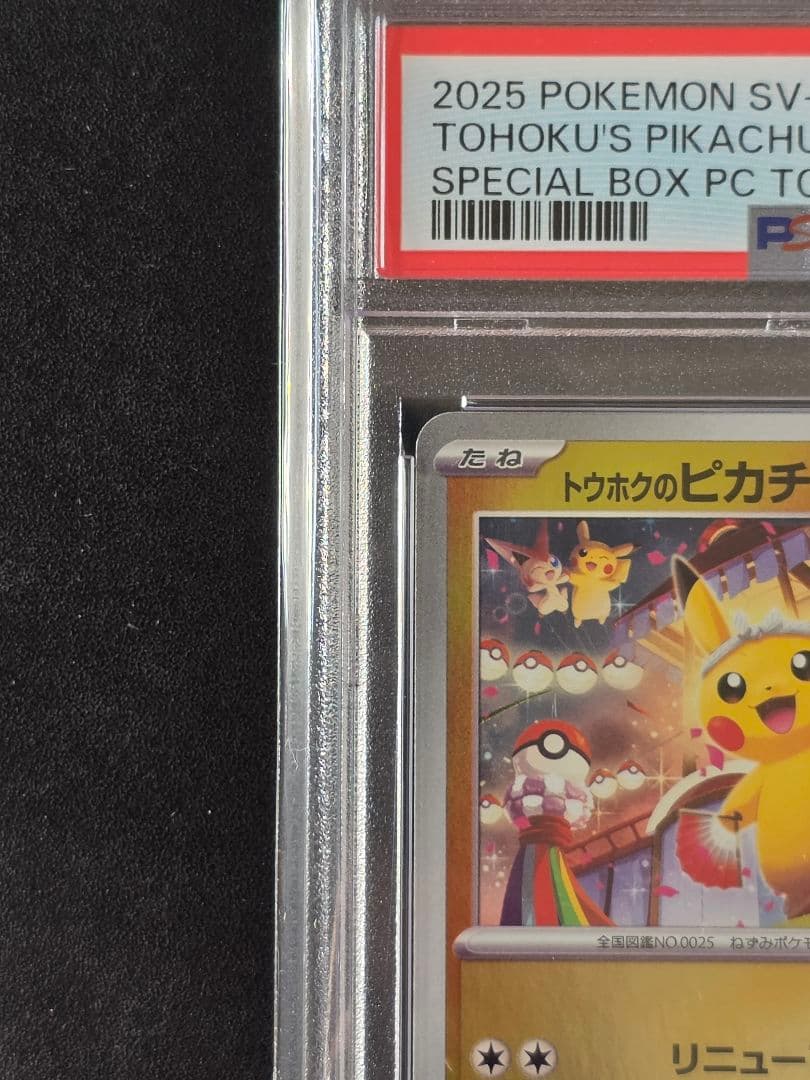 2025 POKEMON SV-
TOHOKU'S PIKACHU
SPECIAL BOX PC TO
PS
たね
トウホクのピカチ
全国図鑑NO.0025 ねずみポケモ
リニュー